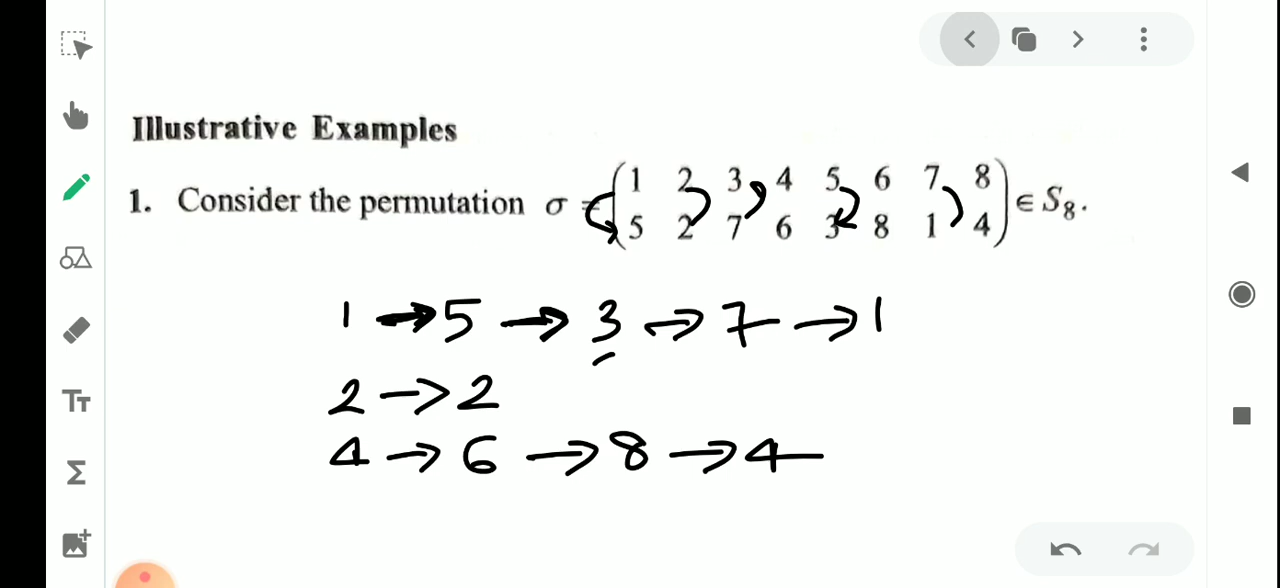 Illustrative Examples
1. Consider the permutation σ = ( 1 2 3 4 5 6 7 8
5 2 7 6 3 8 1 4 ) ∈ S₈.
1 → 5 → 3 → 7 → 1
2 → 2
4 → 6 → 8 → 4
Tт
Σ